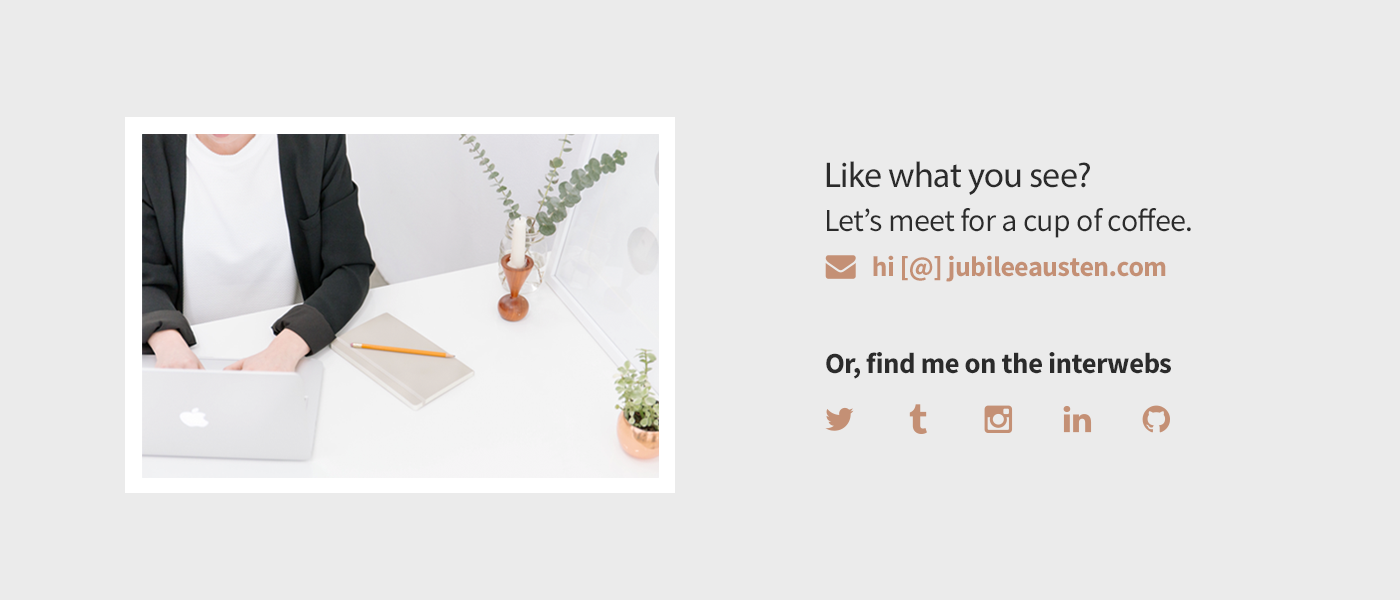 Like what you see?
Let’s meet for a cup of coffee.
hi [@] jubileeausten.com
Or, find me on the interwebs